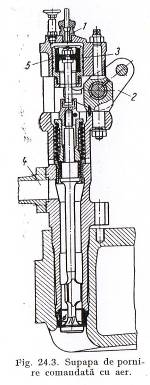 1
5
3
2
4
Fig. 24.3. Supapa de porni-
re comandată cu aer.